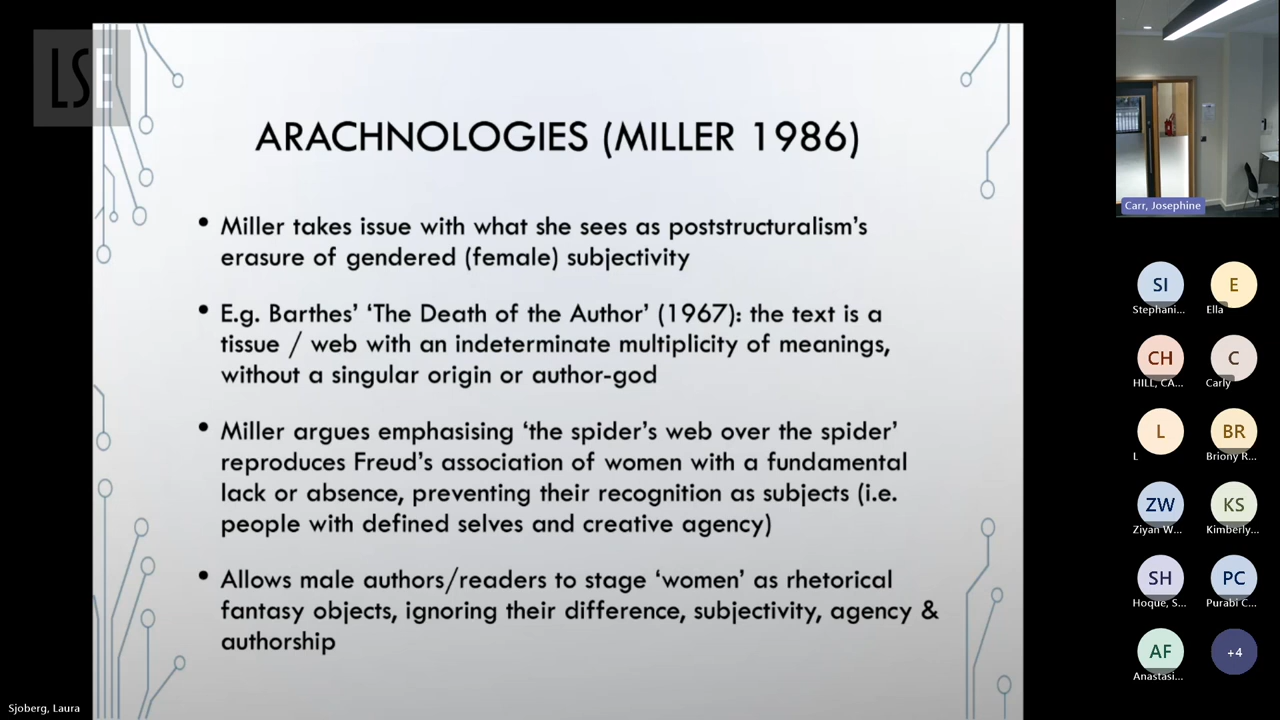 LSE
ARACHNOLOGIES (MILLER 1986)
• Miller takes issue with what she sees as poststructuralism's
erasure of gendered (female) subjectivity
• E.g. Barthes' 'The Death of the Author' (1967): the text is a
tissue / web with an indeterminate multiplicity of meanings,
without a singular origin or author-god
• Miller argues emphasising 'the spider's web over the spider'
reproduces Freud's association of women with a fundamental
lack or absence, preventing their recognition as subjects (i.e.
people with defined selves and creative agency)
• Allows male authors/readers to stage 'women' as rhetorical
fantasy objects, ignoring their difference, subjectivity, agency &
authorship
Sjoberg, Laura
Carr, Josephine
SI
Stephani...
E
Ella
CH
HILL, CA...
C
Carly
L
L
BR
Briony R...
ZW
Ziyan W...
KS
Kimberly...
SH
Hoque, S...
PC
Purabi C...
AF
Anastasi...
+4